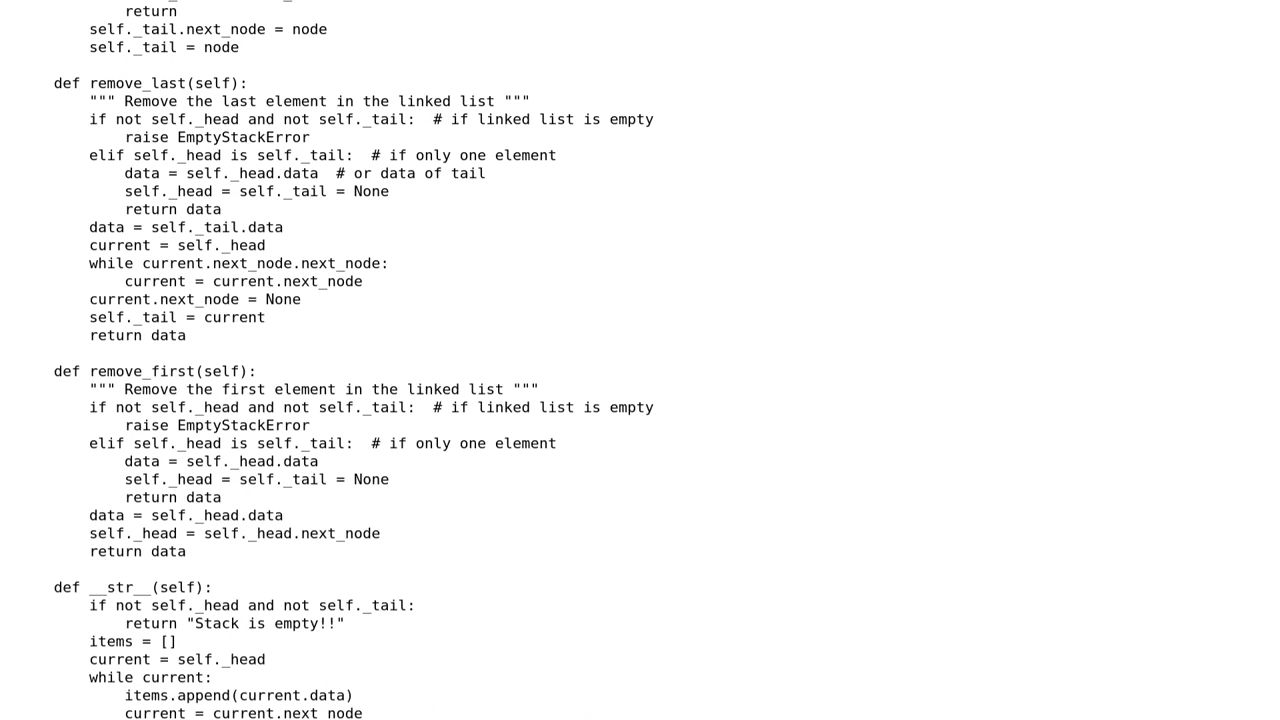 return
        self._tail.next_node = node
        self._tail = node

    def remove_last(self):
        """ Remove the last element in the linked list """
        if not self._head and not self._tail:  # if linked list is empty
            raise EmptyStackError
        elif self._head is self._tail:  # if only one element
            data = self._head.data  # or data of tail
            self._head = self._tail = None
            return data
        data = self._tail.data
        current = self._head
        while current.next_node.next_node:
            current = current.next_node
        current.next_node = None
        self._tail = current
        return data

    def remove_first(self):
        """ Remove the first element in the linked list """
        if not self._head and not self._tail:  # if linked list is empty
            raise EmptyStackError
        elif self._head is self._tail:  # if only one element
            data = self._head.data
            self._head = self._tail = None
            return data
        data = self._head.data
        self._head = self._head.next_node
        return data

    def __str__(self):
        if not self._head and not self._tail:
            return "Stack is empty!!"
        items = []
        current = self._head
        while current:
            items.append(current.data)
            current = current.next_node